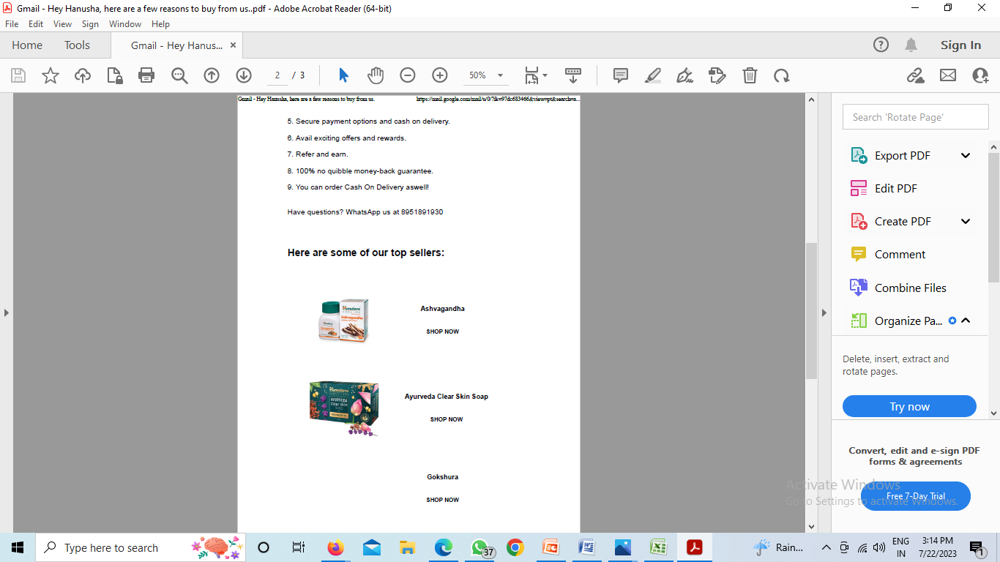 Gmail - Hey Hanusha, here are a few reasons to buy from us..pdf - Adobe Acrobat Reader (64-bit)
File Edit View Sign Window Help
Home Tools Gmail - Hey Hanus... × Sign In
2 / 3 50%
Gmail - Hey Hanusha, here are a few reasons to buy from us. https://mail.google.com/mail/u/0/?ik=97dc683466&view=pt&search=a...
5. Secure payment options and cash on delivery.
6. Avail exciting offers and rewards.
7. Refer and earn.
8. 100% no quibble money-back guarantee.
9. You can order Cash On Delivery aswell!
Have questions? WhatsApp us at 8951891930
Here are some of our top sellers:
Himalaya
Ashvagandha
Ashvagandha
SHOP NOW
Himalaya
AYURVEDA
clear skin
SOAP
Ayurveda Clear Skin Soap
SHOP NOW
Gokshura
SHOP NOW
Search 'Rotate Page'
Export PDF
Edit PDF
Create PDF
Comment
Combine Files
Organize Pa...
Delete, insert, extract and
rotate pages.
Try now
Convert, edit and e-sign PDF
forms & agreements
Free 7-Day Trial
Activate Windows
Go to Settings to activate Windows.
Type here to search
37
Rain...
ENG
IN
3:14 PM
7/22/2023
1